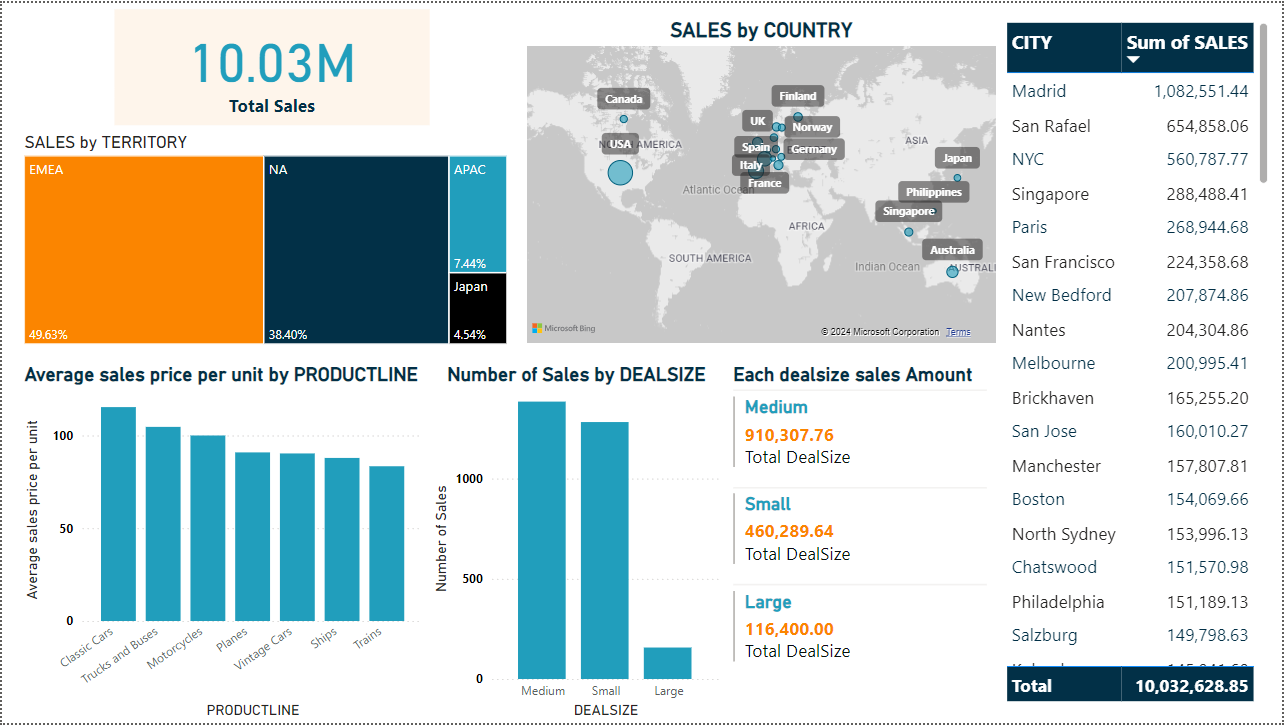 10.03M
Total Sales
SALES by TERRITORY
EMEA
49.63%
NA
38.40%
APAC
7.44%
Japan
4.54%
SALES by COUNTRY
Canada
Finland
UK
Norway
USA
NORTH AMERICA
Spain
Germany
ASIA
Italy
Japan
France
Atlantic Ocean
Philippines
Singapore
AFRICA
Australia
SOUTH AMERICA
Indian Ocean
AUSTRALI
Microsoft Bing
© 2024 Microsoft Corporation Terms
CITY Sum of SALES
Madrid 1,082,551.44
San Rafael 654,858.06
NYC 560,787.77
Singapore 288,488.41
Paris 268,944.68
San Francisco 224,358.68
New Bedford 207,874.86
Nantes 204,304.86
Melbourne 200,995.41
Brickhaven 165,255.20
San Jose 160,010.27
Manchester 157,807.81
Boston 154,069.66
North Sydney 153,996.13
Chatswood 151,570.98
Philadelphia 151,189.13
Salzburg 149,798.63
Total 10,032,628.85
Average sales price per unit by PRODUCTLINE
Average sales price per unit
100
50
0
Classic Cars
Trucks and Buses
Motorcycles
Planes
Vintage Cars
Ships
Trains
PRODUCTLINE
Number of Sales by DEALSIZE
Number of Sales
1000
500
0
Medium
Small
Large
DEALSIZE
Each dealsize sales Amount
Medium
910,307.76
Total DealSize
Small
460,289.64
Total DealSize
Large
116,400.00
Total DealSize